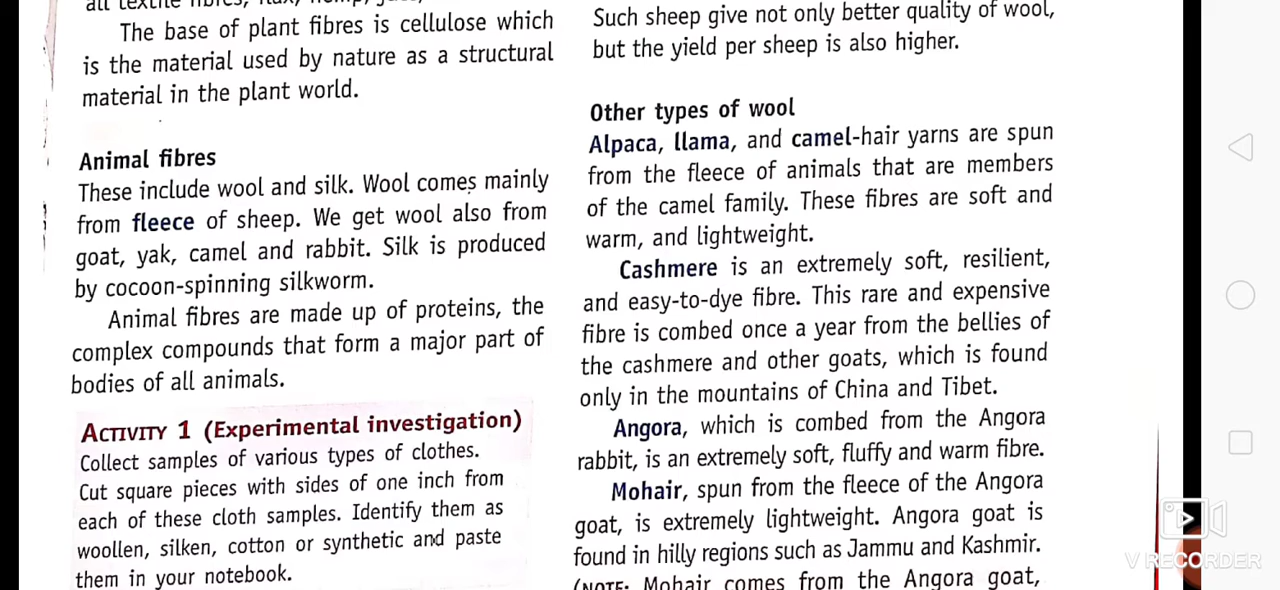 The base of plant fibres is cellulose which
is the material used by nature as a structural
material in the plant world.
Animal fibres
These include wool and silk. Wool comes mainly
from fleece of sheep. We get wool also from
goat, yak, camel and rabbit. Silk is produced
by cocoon-spinning silkworm.
Animal fibres are made up of proteins, the
complex compounds that form a major part of
bodies of all animals.
ACTIVITY 1 (Experimental investigation)
Collect samples of various types of clothes.
Cut square pieces with sides of one inch from
each of these cloth samples. Identify them as
woollen, silken, cotton or synthetic and paste
them in your notebook.
Such sheep give not only better quality of wool,
but the yield per sheep is also higher.
Other types of wool
Alpaca, llama, and camel-hair yarns are spun
from the fleece of animals that are members
of the camel family. These fibres are soft and
warm, and lightweight.
Cashmere is an extremely soft, resilient,
and easy-to-dye fibre. This rare and expensive
fibre is combed once a year from the bellies of
the cashmere and other goats, which is found
only in the mountains of China and Tibet.
Angora, which is combed from the Angora
rabbit, is an extremely soft, fluffy and warm fibre.
Mohair, spun from the fleece of the Angora
goat, is extremely lightweight. Angora goat is
found in hilly regions such as Jammu and Kashmir.
(NOTE: Mohair comes from the Angora goat,
V RECORDER